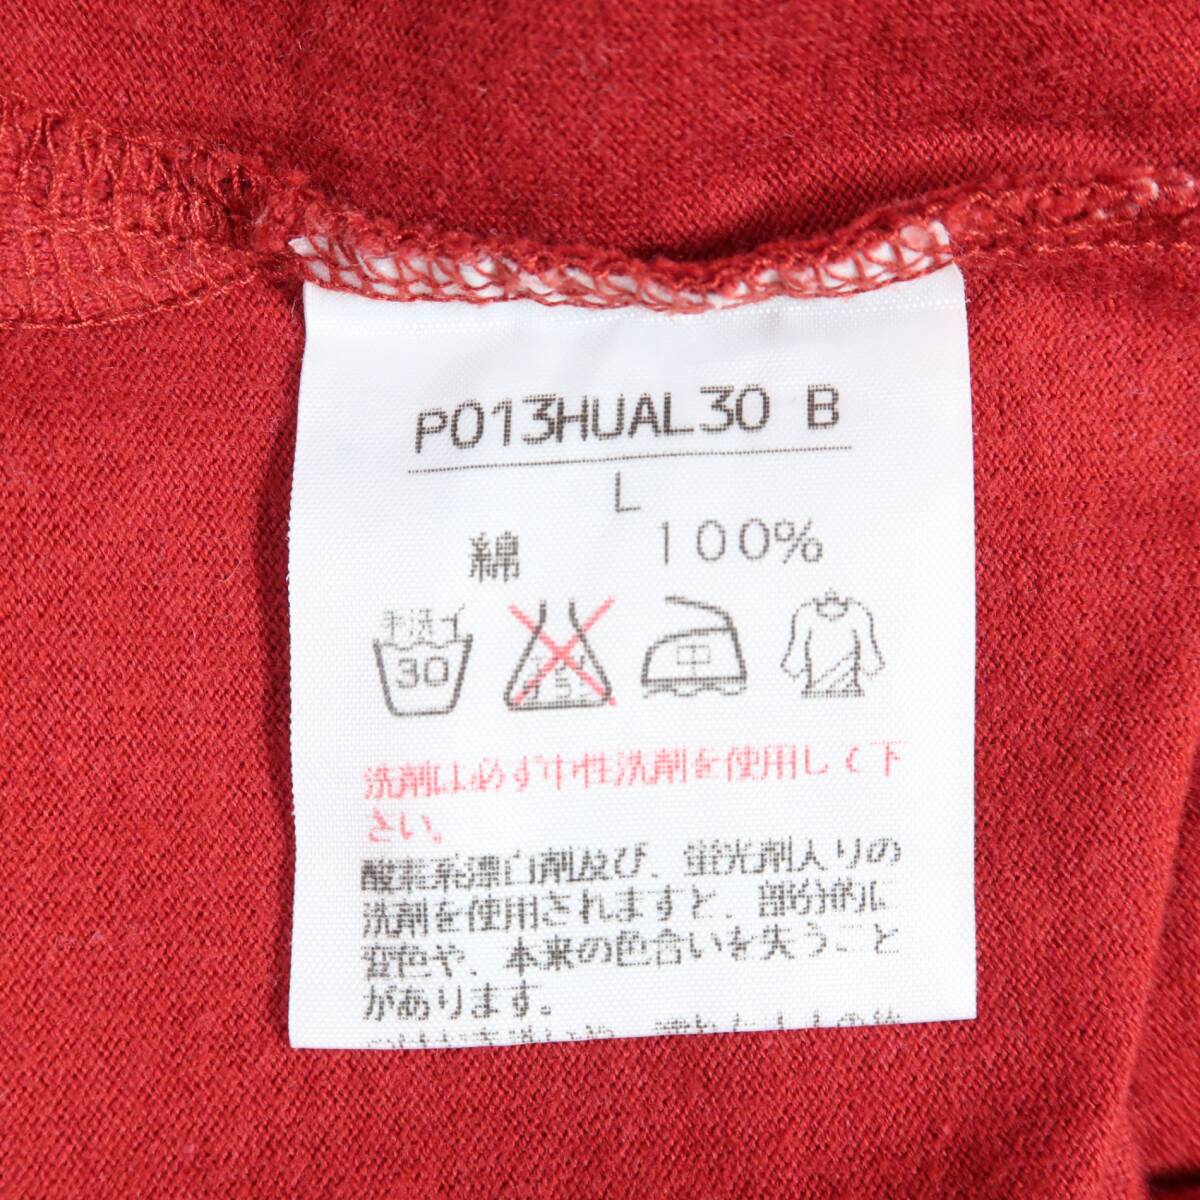 P013HUAL30 B
L
綿 100%
手洗イ
30
中
洗剤は必ず中性洗剤を使用して下
さい。
酸素系漂白剤及び、蛍光剤入りの
洗剤を使用されますと、部分的に
変色や、本来の色合いを失うこと
があります。